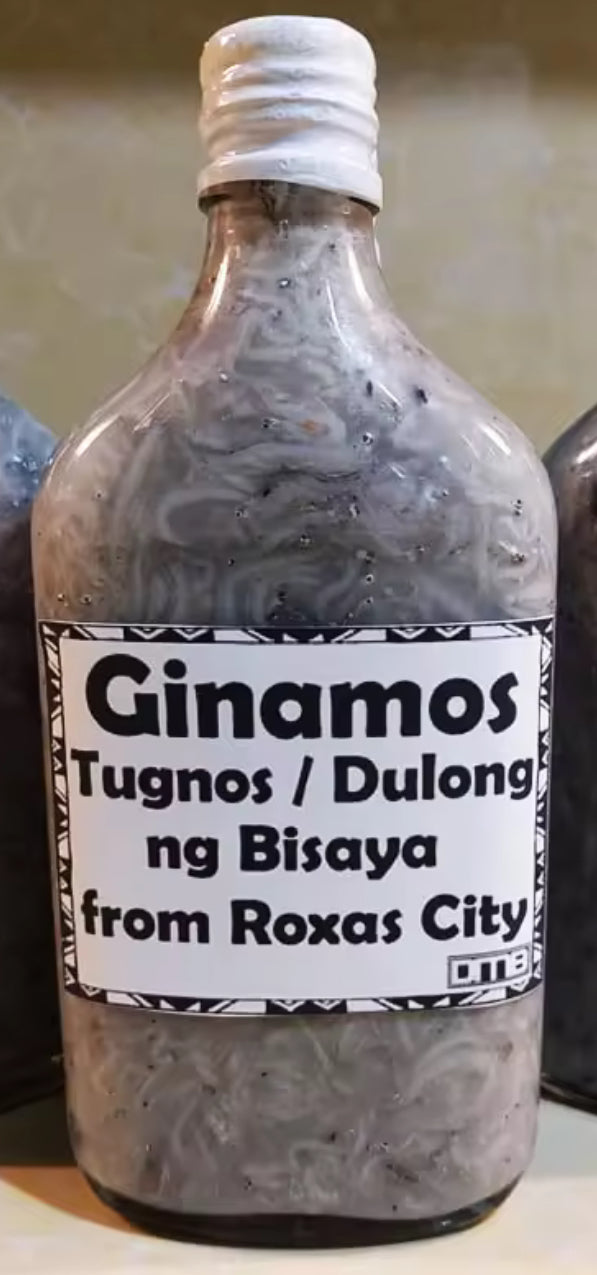 Ginamos
Tugnos / Dulong
ng Bisaya
from Roxas City
DMB